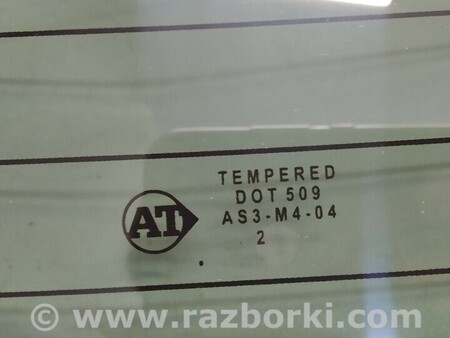 TEMPERED
DOT 509
AT
AS3-M4-04
2
© www.razborki.com